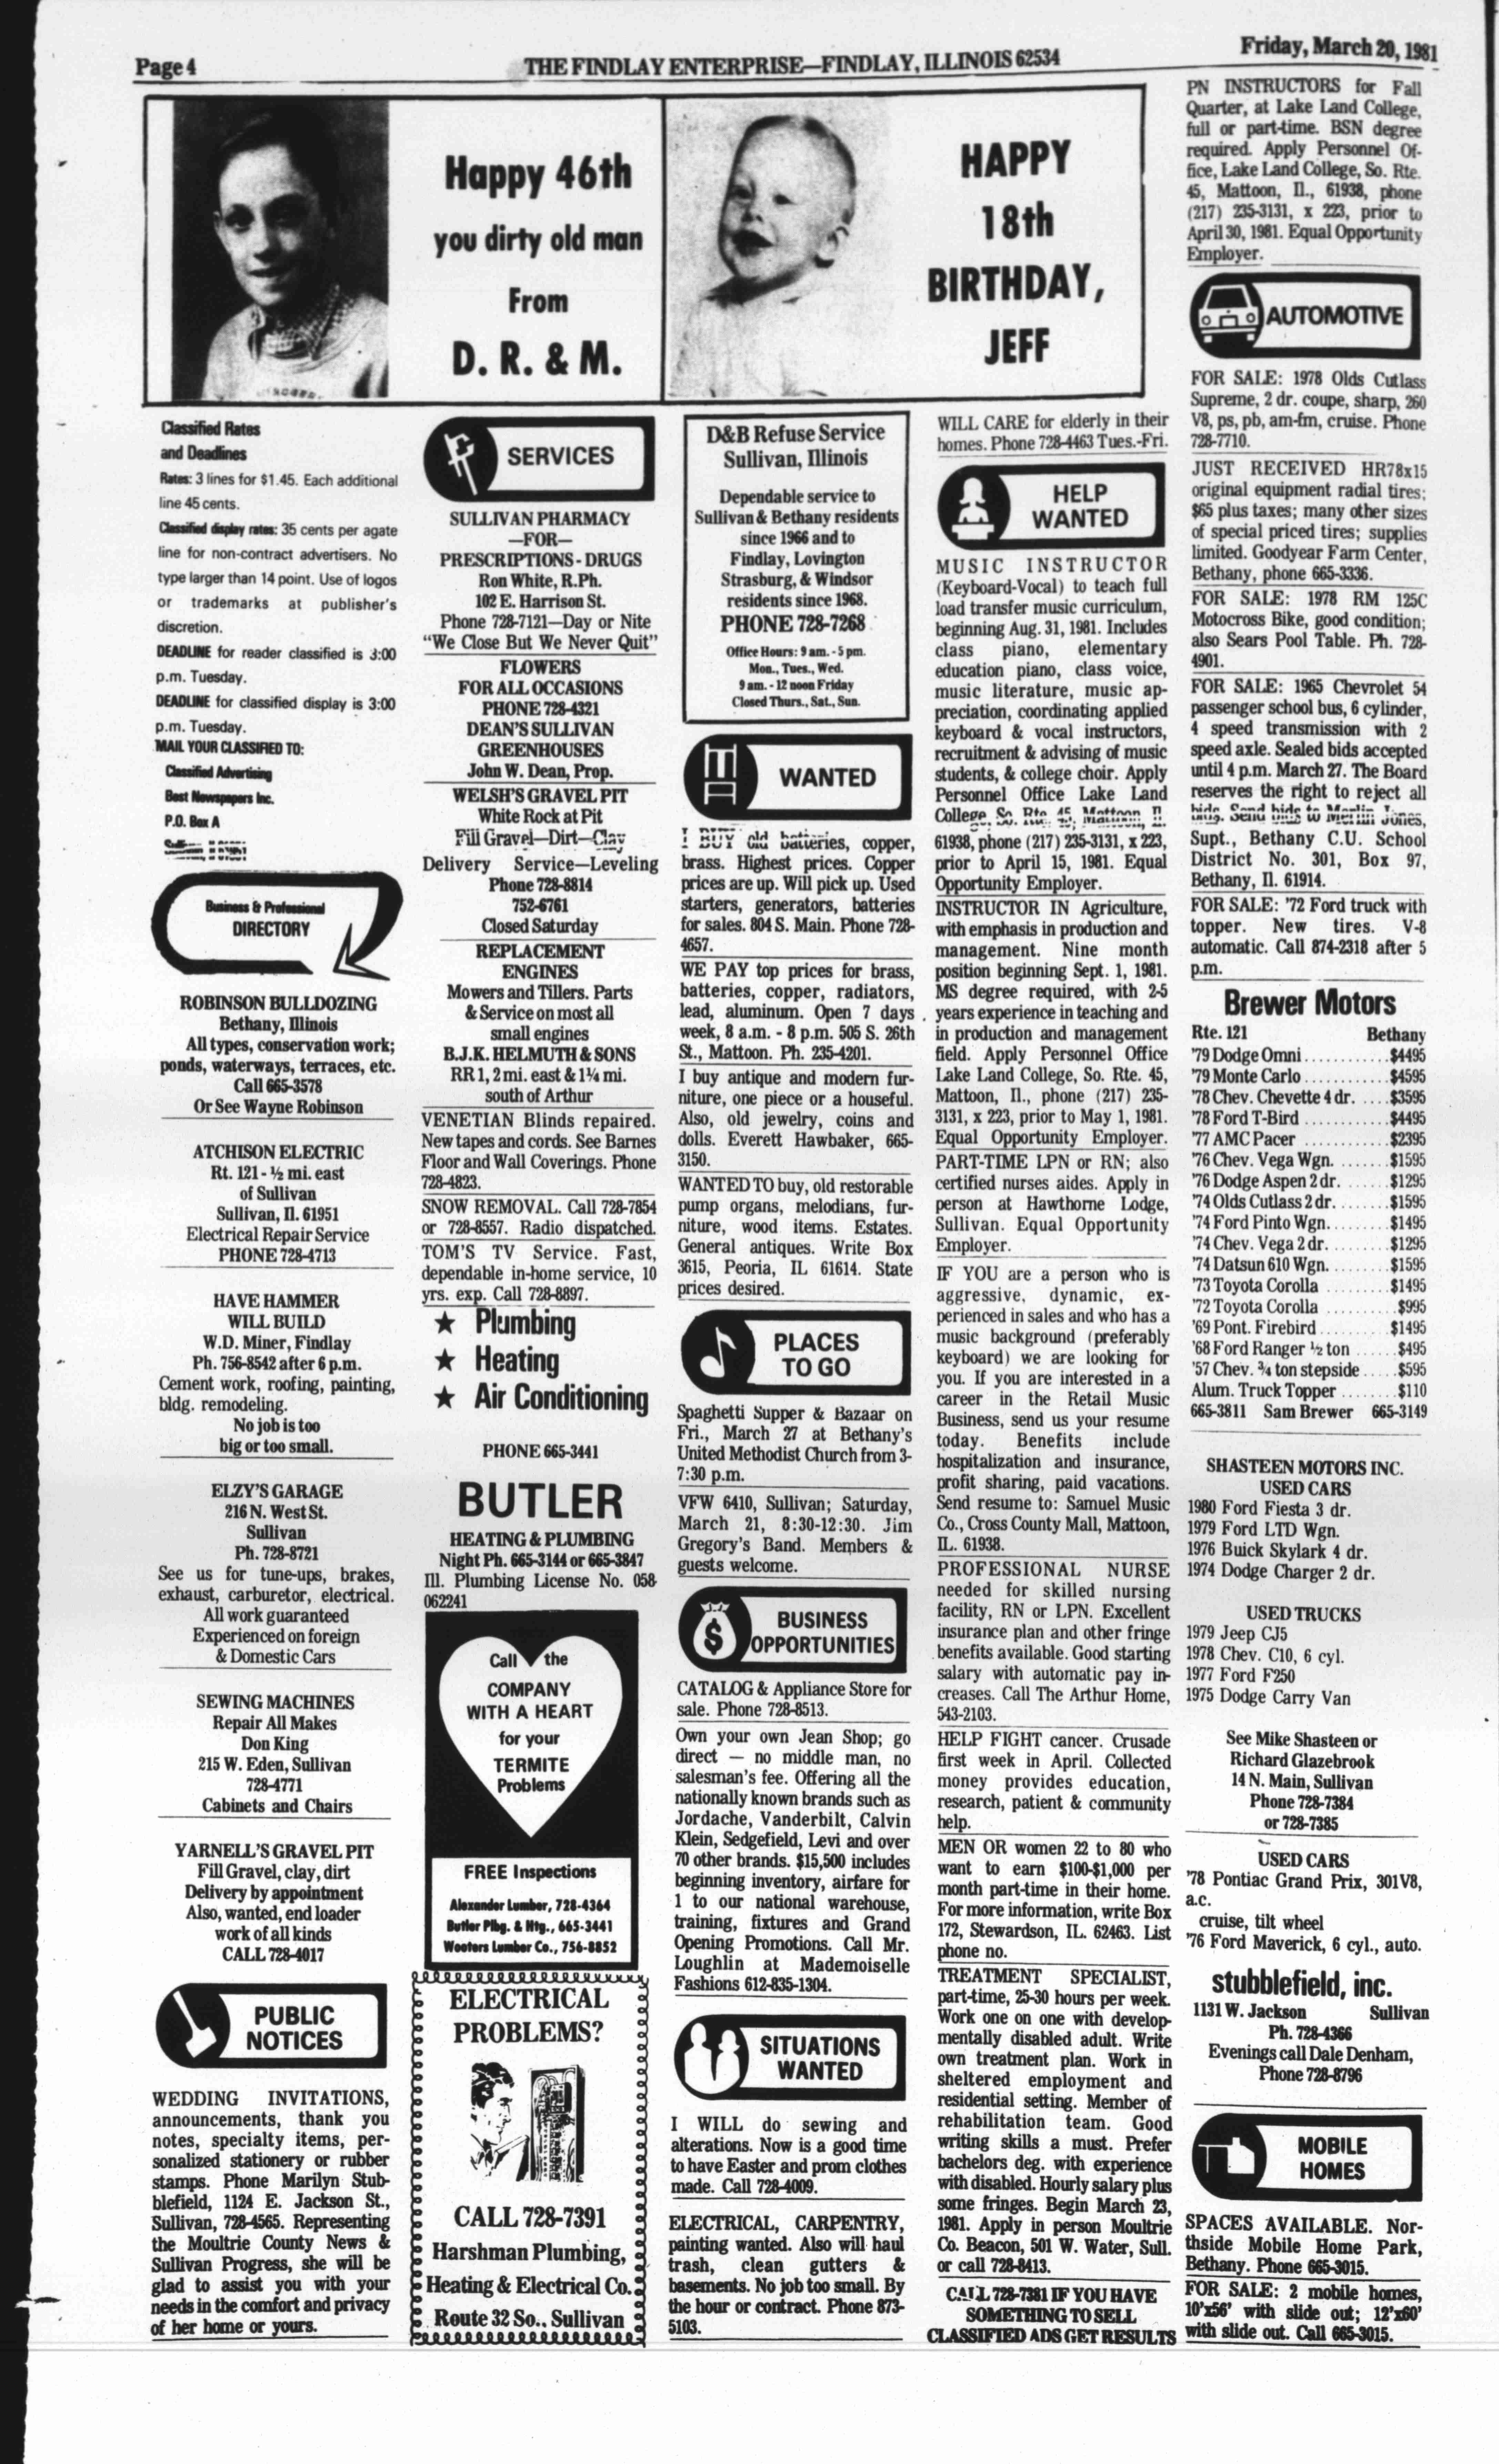 Page 4
THE FINDLAY ENTERPRISE—FINDLAY, ILLINOIS 62534
Friday, March 20, 1981
Happy 46th
you dirty old man
From
D. R. & M.
HAPPY
18th
BIRTHDAY,
JEFF
Classified Rates
and Deadlines
Rates: 3 lines for $1.45. Each additional
line 45 cents.
Classified display rates: 35 cents per agate
line for non-contract advertisers. No
type larger than 14 point. Use of logos
or trademarks at publisher's
discretion.
DEADLINE for reader classified is 3:00
p.m. Tuesday.
DEADLINE for classified display is 3:00
p.m. Tuesday.
MAIL YOUR CLASSIFIED TO:
Classified Advertising
Best Newspapers Inc.
P.O. Box A
Business & Professional
DIRECTORY
ROBINSON BULLDOZING
Bethany, Illinois
All types, conservation work;
ponds, waterways, terraces, etc.
Call 665-3578
Or See Wayne Robinson
ATCHISON ELECTRIC
Rt. 121 - ½ mi. east
of Sullivan
Sullivan, Il. 61951
Electrical Repair Service
PHONE 728-4713
HAVE HAMMER
WILL BUILD
W.D. Miner, Findlay
Ph. 756-8542 after 6 p.m.
Cement work, roofing, painting,
bldg. remodeling.
No job is too
big or too small.
ELZY'S GARAGE
216 N. West St.
Sullivan
Ph. 728-8721
See us for tune-ups, brakes,
exhaust, carburetor, electrical.
All work guaranteed
Experienced on foreign
& Domestic Cars
SEWING MACHINES
Repair All Makes
Don King
215 W. Eden, Sullivan
728-4771
Cabinets and Chairs
YARNELL'S GRAVEL PIT
Fill Gravel, clay, dirt
Delivery by appointment
Also, wanted, end loader
work of all kinds
CALL 728-4017
PUBLIC
NOTICES
WEDDING INVITATIONS,
announcements, thank you
notes, specialty items, per-
sonalized stationery or rubber
stamps. Phone Marilyn Stub-
blefield, 1124 E. Jackson St.,
Sullivan, 728-4565. Representing
the Moultrie County News &
Sullivan Progress, she will be
glad to assist you with your
needs in the comfort and privacy
of her home or yours.
SERVICES
SULLIVAN PHARMACY
—FOR—
PRESCRIPTIONS - DRUGS
Ron White, R.Ph.
102 E. Harrison St.
Phone 728-7121—Day or Nite
"We Close But We Never Quit"
FLOWERS
FOR ALL OCCASIONS
PHONE 728-4321
DEAN'S SULLIVAN
GREENHOUSES
John W. Dean, Prop.
WELSH'S GRAVEL PIT
White Rock at Pit
Fill Gravel—Dirt—Clay
Delivery Service—Leveling
Phone 728-8814
752-6761
Closed Saturday
REPLACEMENT
ENGINES
Mowers and Tillers. Parts
& Service on most all
small engines
B.J.K. HELMUTH & SONS
RR 1, 2 mi. east & 1¼ mi.
south of Arthur
VENETIAN Blinds repaired.
New tapes and cords. See Barnes
Floor and Wall Coverings. Phone
728-4823.
SNOW REMOVAL. Call 728-7854
or 728-8557. Radio dispatched.
TOM'S TV Service. Fast,
dependable in-home service, 10
yrs. exp. Call 728-8897.
★ Plumbing
★ Heating
★ Air Conditioning
PHONE 665-3441
BUTLER
HEATING & PLUMBING
Night Ph. 665-3144 or 665-3847
Ill. Plumbing License No. 058-
062241
Call the
COMPANY
WITH A HEART
for your
TERMITE
Problems
FREE Inspections
Alexander Lumber, 728-4364
Butler Plbg. & Htg., 665-3441
Wooters Lumber Co., 756-8852
ELECTRICAL
PROBLEMS?
CALL 728-7391
Harshman Plumbing,
Heating & Electrical Co.
Route 32 So., Sullivan
D&B Refuse Service
Sullivan, Illinois
Dependable service to
Sullivan & Bethany residents
since 1966 and to
Findlay, Lovington
Strasburg, & Windsor
residents since 1968.
PHONE 728-7268
Office Hours: 9 am. - 5 pm.
Mon., Tues., Wed.
9 am. - 12 noon Friday
Closed Thurs., Sat., Sun.
WANTED
I BUY old batteries, copper,
brass. Highest prices. Copper
prices are up. Will pick up. Used
starters, generators, batteries
for sales. 804 S. Main. Phone 728-
4657.
WE PAY top prices for brass,
batteries, copper, radiators,
lead, aluminum. Open 7 days
week, 8 a.m. - 8 p.m. 505 S. 26th
St., Mattoon. Ph. 235-4201.
I buy antique and modern fur-
niture, one piece or a houseful.
Also, old jewelry, coins and
dolls. Everett Hawbaker, 665-
3150.
WANTED TO buy, old restorable
pump organs, melodians, fur-
niture, wood items. Estates.
General antiques. Write Box
3615, Peoria, IL 61614. State
prices desired.
PLACES
TO GO
Spaghetti Supper & Bazaar on
Fri., March 27 at Bethany's
United Methodist Church from 3-
7:30 p.m.
VFW 6410, Sullivan; Saturday,
March 21, 8:30-12:30. Jim
Gregory's Band. Members &
guests welcome.
$
BUSINESS
OPPORTUNITIES
CATALOG & Appliance Store for
sale. Phone 728-8513.
Own your own Jean Shop; go
direct — no middle man, no
salesman's fee. Offering all the
nationally known brands such as
Jordache, Vanderbilt, Calvin
Klein, Sedgefield, Levi and over
70 other brands. $15,500 includes
beginning inventory, airfare for
1 to our national warehouse,
training, fixtures and Grand
Opening Promotions. Call Mr.
Loughlin at Mademoiselle
Fashions 612-835-1304.
SITUATIONS
WANTED
I WILL do sewing and
alterations. Now is a good time
to have Easter and prom clothes
made. Call 728-4009.
ELECTRICAL, CARPENTRY,
painting wanted. Also will haul
trash, clean gutters &
basements. No job too small. By
the hour or contract. Phone 873-
5103.
WILL CARE for elderly in their
homes. Phone 728-4463 Tues.-Fri.
HELP
WANTED
MUSIC INSTRUCTOR
(Keyboard-Vocal) to teach full
load transfer music curriculum,
beginning Aug. 31, 1981. Includes
class piano, elementary
education piano, class voice,
music literature, music ap-
preciation, coordinating applied
keyboard & vocal instructors,
recruitment & advising of music
students, & college choir. Apply
Personnel Office Lake Land
College, So. Rte. 45, Mattoon, Il.
61938, phone (217) 235-3131, x 223,
prior to April 15, 1981. Equal
Opportunity Employer.
INSTRUCTOR IN Agriculture,
with emphasis in production and
management. Nine month
position beginning Sept. 1, 1981.
MS degree required, with 2-5
years experience in teaching and
in production and management
field. Apply Personnel Office
Lake Land College, So. Rte. 45,
Mattoon, Il., phone (217) 235-
3131, x 223, prior to May 1, 1981.
Equal Opportunity Employer.
PART-TIME LPN or RN; also
certified nurses aides. Apply in
person at Hawthorne Lodge,
Sullivan. Equal Opportunity
Employer.
IF YOU are a person who is
aggressive, dynamic, ex-
perienced in sales and who has a
music background (preferably
keyboard) we are looking for
you. If you are interested in a
career in the Retail Music
Business, send us your resume
today. Benefits include
hospitalization and insurance,
profit sharing, paid vacations.
Send resume to: Samuel Music
Co., Cross County Mall, Mattoon,
IL. 61938.
PROFESSIONAL NURSE
needed for skilled nursing
facility, RN or LPN. Excellent
insurance plan and other fringe
benefits available. Good starting
salary with automatic pay in-
creases. Call The Arthur Home,
543-2103.
HELP FIGHT cancer. Crusade
first week in April. Collected
money provides education,
research, patient & community
help.
MEN OR women 22 to 80 who
want to earn $100-$1,000 per
month part-time in their home.
For more information, write Box
172, Stewardson, IL. 62463. List
phone no.
TREATMENT SPECIALIST,
part-time, 25-30 hours per week.
Work one on one with develop-
mentally disabled adult. Write
own treatment plan. Work in
sheltered employment and
residential setting. Member of
rehabilitation team. Good
writing skills a must. Prefer
bachelors deg. with experience
with disabled. Hourly salary plus
some fringes. Begin March 23,
1981. Apply in person Moultrie
Co. Beacon, 501 W. Water, Sull.
or call 728-8413.
CALL 728-7381 IF YOU HAVE
SOMETHING TO SELL
CLASSIFIED ADS GET RESULTS
PN INSTRUCTORS for Fall
Quarter, at Lake Land College,
full or part-time. BSN degree
required. Apply Personnel Of-
fice, Lake Land College, So. Rte.
45, Mattoon, Il., 61938, phone
(217) 235-3131, x 223, prior to
April 30, 1981. Equal Opportunity
Employer.
AUTOMOTIVE
FOR SALE: 1978 Olds Cutlass
Supreme, 2 dr. coupe, sharp, 260
V8, ps, pb, am-fm, cruise. Phone
728-7710.
JUST RECEIVED HR78x15
original equipment radial tires;
$65 plus taxes; many other sizes
of special priced tires; supplies
limited. Goodyear Farm Center,
Bethany, phone 665-3336.
FOR SALE: 1978 RM 125C
Motocross Bike, good condition;
also Sears Pool Table. Ph. 728-
4901.
FOR SALE: 1965 Chevrolet 54
passenger school bus, 6 cylinder,
4 speed transmission with 2
speed axle. Sealed bids accepted
until 4 p.m. March 27. The Board
reserves the right to reject all
bids. Send bids to Merlin Jones,
Supt., Bethany C.U. School
District No. 301, Box 97,
Bethany, Il. 61914.
FOR SALE: '72 Ford truck with
topper. New tires. V-8
automatic. Call 874-2318 after 5
p.m.
Brewer Motors
Rte. 121 Bethany
'79 Dodge Omni ........... $4495
'79 Monte Carlo ........... $4595
'78 Chev. Chevette 4 dr. .... $3595
'78 Ford T-Bird ........... $4495
'77 AMC Pacer ........... $2395
'76 Chev. Vega Wgn. ....... $1595
'76 Dodge Aspen 2 dr. ...... $1295
'74 Olds Cutlass 2 dr. ....... $1595
'74 Ford Pinto Wgn. ....... $1495
'74 Chev. Vega 2 dr. ....... $1295
'74 Datsun 610 Wgn. ....... $1595
'73 Toyota Corolla ........ $1495
'72 Toyota Corolla ......... $995
'69 Pont. Firebird ......... $1495
'68 Ford Ranger ½ ton ...... $495
'57 Chev. ¾ ton stepside ..... $595
Alum. Truck Topper ....... $110
665-3811 Sam Brewer 665-3149
SHASTEEN MOTORS INC.
USED CARS
1980 Ford Fiesta 3 dr.
1979 Ford LTD Wgn.
1976 Buick Skylark 4 dr.
1974 Dodge Charger 2 dr.
USED TRUCKS
1979 Jeep CJ5
1978 Chev. C10, 6 cyl.
1977 Ford F250
1975 Dodge Carry Van
See Mike Shasteen or
Richard Glazebrook
14 N. Main, Sullivan
Phone 728-7384
or 728-7385
USED CARS
'78 Pontiac Grand Prix, 301V8,
a.c.
cruise, tilt wheel
'76 Ford Maverick, 6 cyl., auto.
stubblefield, inc.
1131 W. Jackson Sullivan
Ph. 728-4366
Evenings call Dale Denham,
Phone 728-8796
MOBILE
HOMES
SPACES AVAILABLE. Nor-
thside Mobile Home Park,
Bethany. Phone 665-3015.
FOR SALE: 2 mobile homes,
10'x56' with slide out; 12'x60'
with slide out. Call 665-3015.